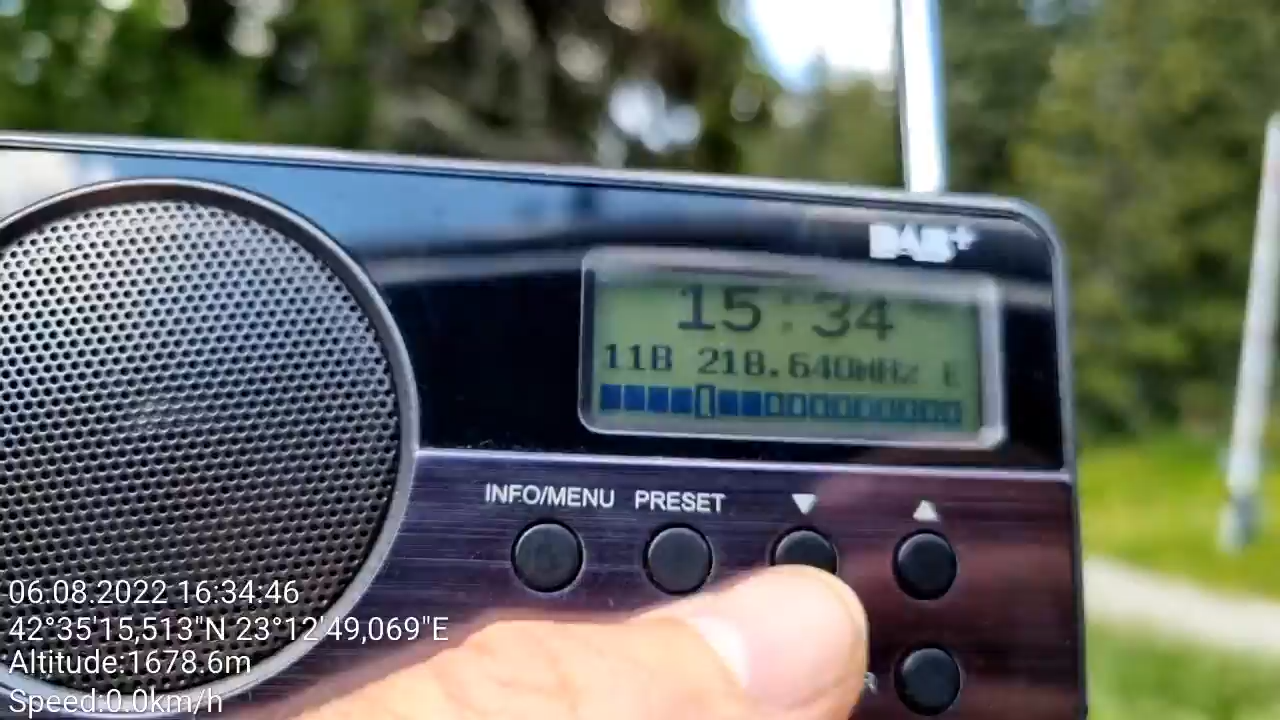 DAB+
15:34
11B 218.640MHz E
INFO/MENU PRESET ▼ ▲
06.08.2022 16:34:46
42°35'15,513"N 23°12'49,069"E
Altitude:1678.6m
Speed:0.0km/h